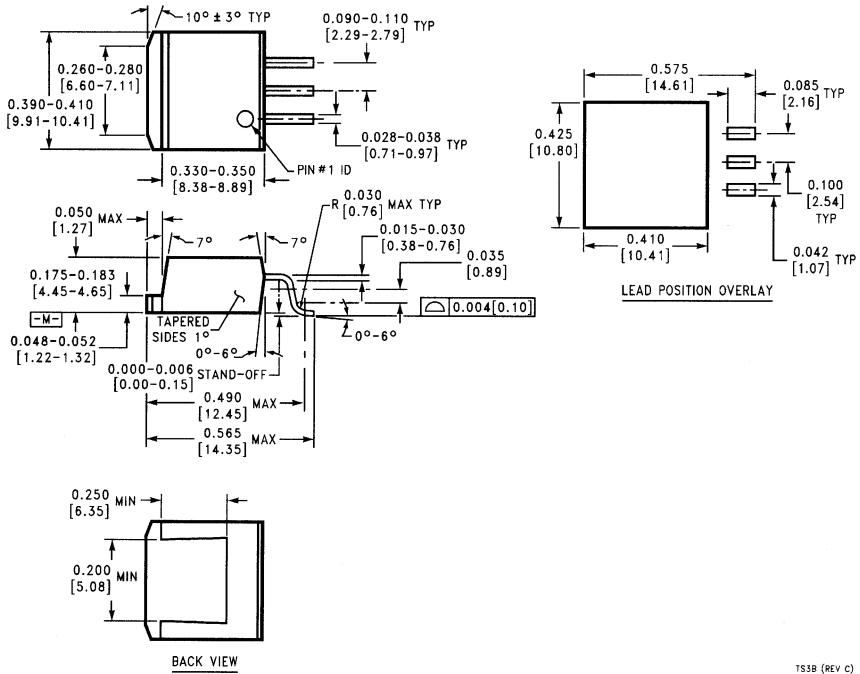 10° ± 3° TYP
0.090-0.110 TYP
[2.29-2.79]
0.260-0.280
[6.60-7.11]
0.390-0.410
[9.91-10.41]
0.028-0.038 TYP
[0.71-0.97]
PIN #1 ID
0.330-0.350
[8.38-8.89]
0.575
[14.61]
0.085 TYP
[2.16]
0.425
[10.80]
0.100
[2.54]
TYP
0.042 TYP
[1.07]
0.410
[10.41]
LEAD POSITION OVERLAY
0.050 MAX
[1.27]
7°
7°
R 0.030 MAX TYP
[0.76]
0.015-0.030
[0.38-0.76]
0.035
[0.89]
0.175-0.183
[4.45-4.65]
-M-
0.048-0.052
[1.22-1.32]
TAPERED
SIDES 1°
0°-6°
0.004[0.10]
0°-6°
0.000-0.006 STAND-OFF
[0.00-0.15]
0.490 MAX
[12.45]
0.565 MAX
[14.35]
0.250 MIN
[6.35]
0.200 MIN
[5.08]
BACK VIEW
TS3B (REV C)